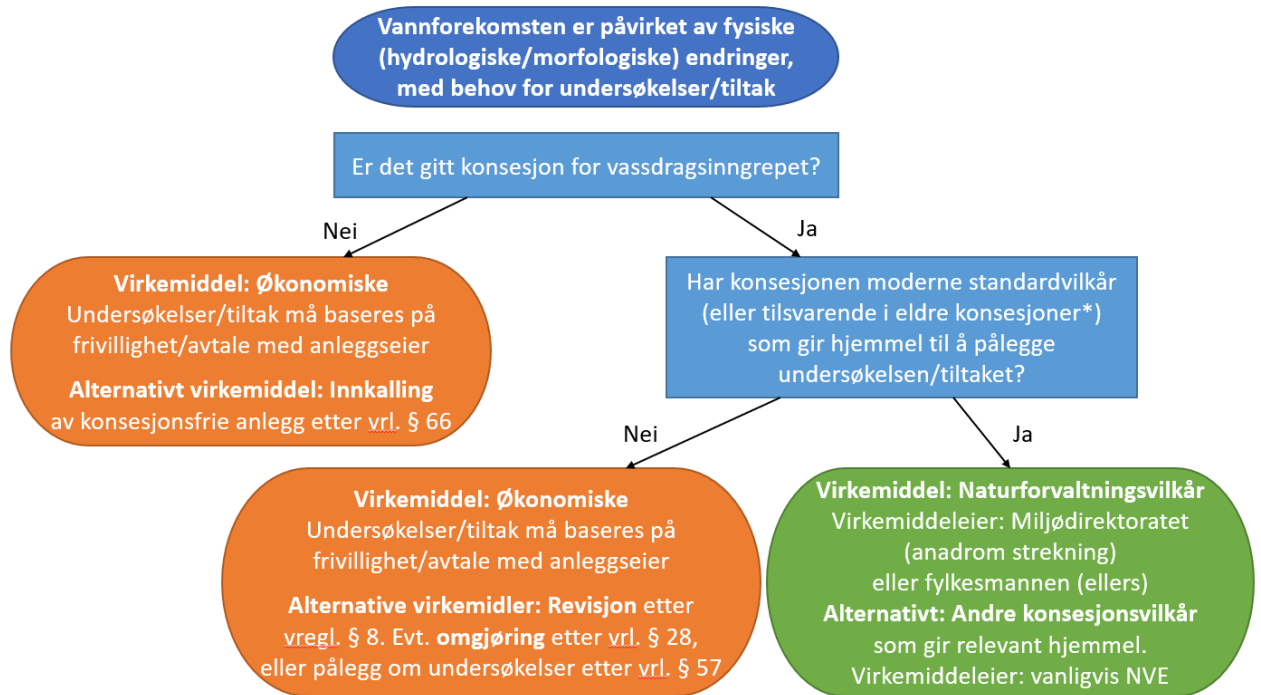 Vannforekomsten er påvirket av fysiske
(hydrologiske/morfologiske) endringer,
med behov for undersøkelser/tiltak
Er det gitt konsesjon for vassdragsinngrepet?
Nei
Ja
Virkemiddel: Økonomiske
Undersøkelser/tiltak må baseres på
frivillighet/avtale med anleggseier
Alternativt virkemiddel: Innkalling
av konsesjonsfrie anlegg etter vrl. § 66
Har konsesjonen moderne standardvilkår
(eller tilsvarende i eldre konsesjoner*)
som gir hjemmel til å pålegge
undersøkelsen/tiltaket?
Nei
Ja
Virkemiddel: Økonomiske
Undersøkelser/tiltak må baseres på
frivillighet/avtale med anleggseier
Alternative virkemidler: Revisjon etter
vregl. § 8. Evt. omgjøring etter vrl. § 28,
eller pålegg om undersøkelser etter vrl. § 57
Virkemiddel: Naturforvaltningsvilkår
Virkemiddeleier: Miljødirektoratet
(anadrom strekning)
eller fylkesmannen (ellers)
Alternativt: Andre konsesjonsvilkår
som gir relevant hjemmel.
Virkemiddeleier: vanligvis NVE